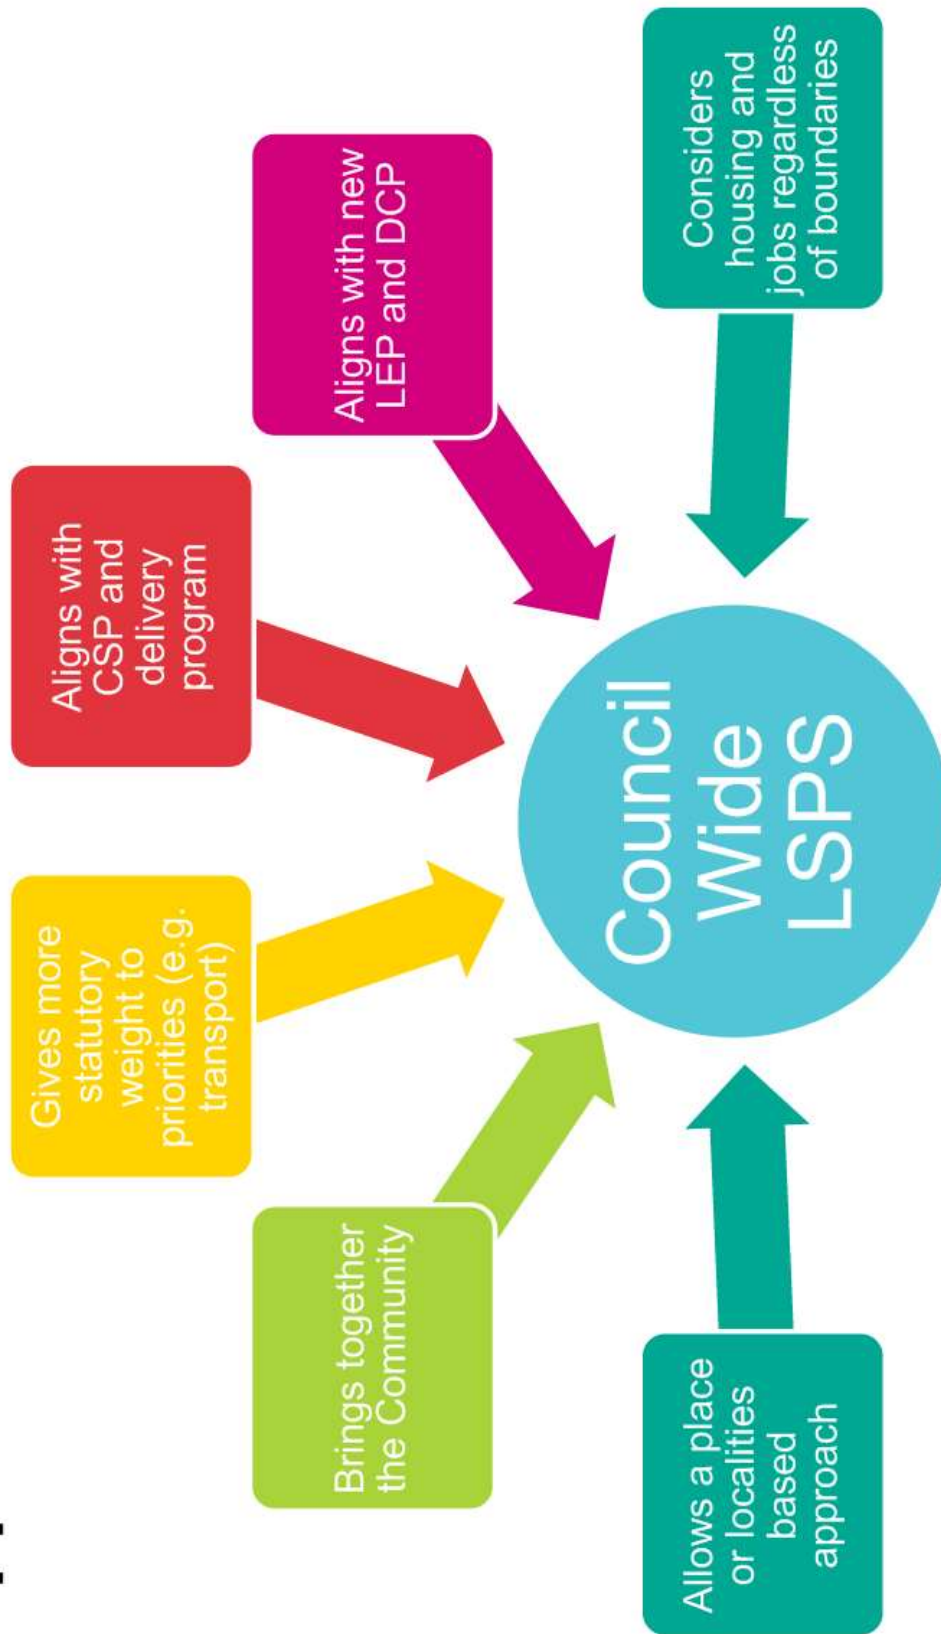 Allows a place
or localities
based
approach
Brings together
the Community
Gives more
statutory
weight to
priorities (e.g.
transport)
Aligns with
CSP and
delivery
program
Aligns with new
LEP and DCP
Considers
housing and
jobs regardless
of boundaries
Council
Wide
LSPS